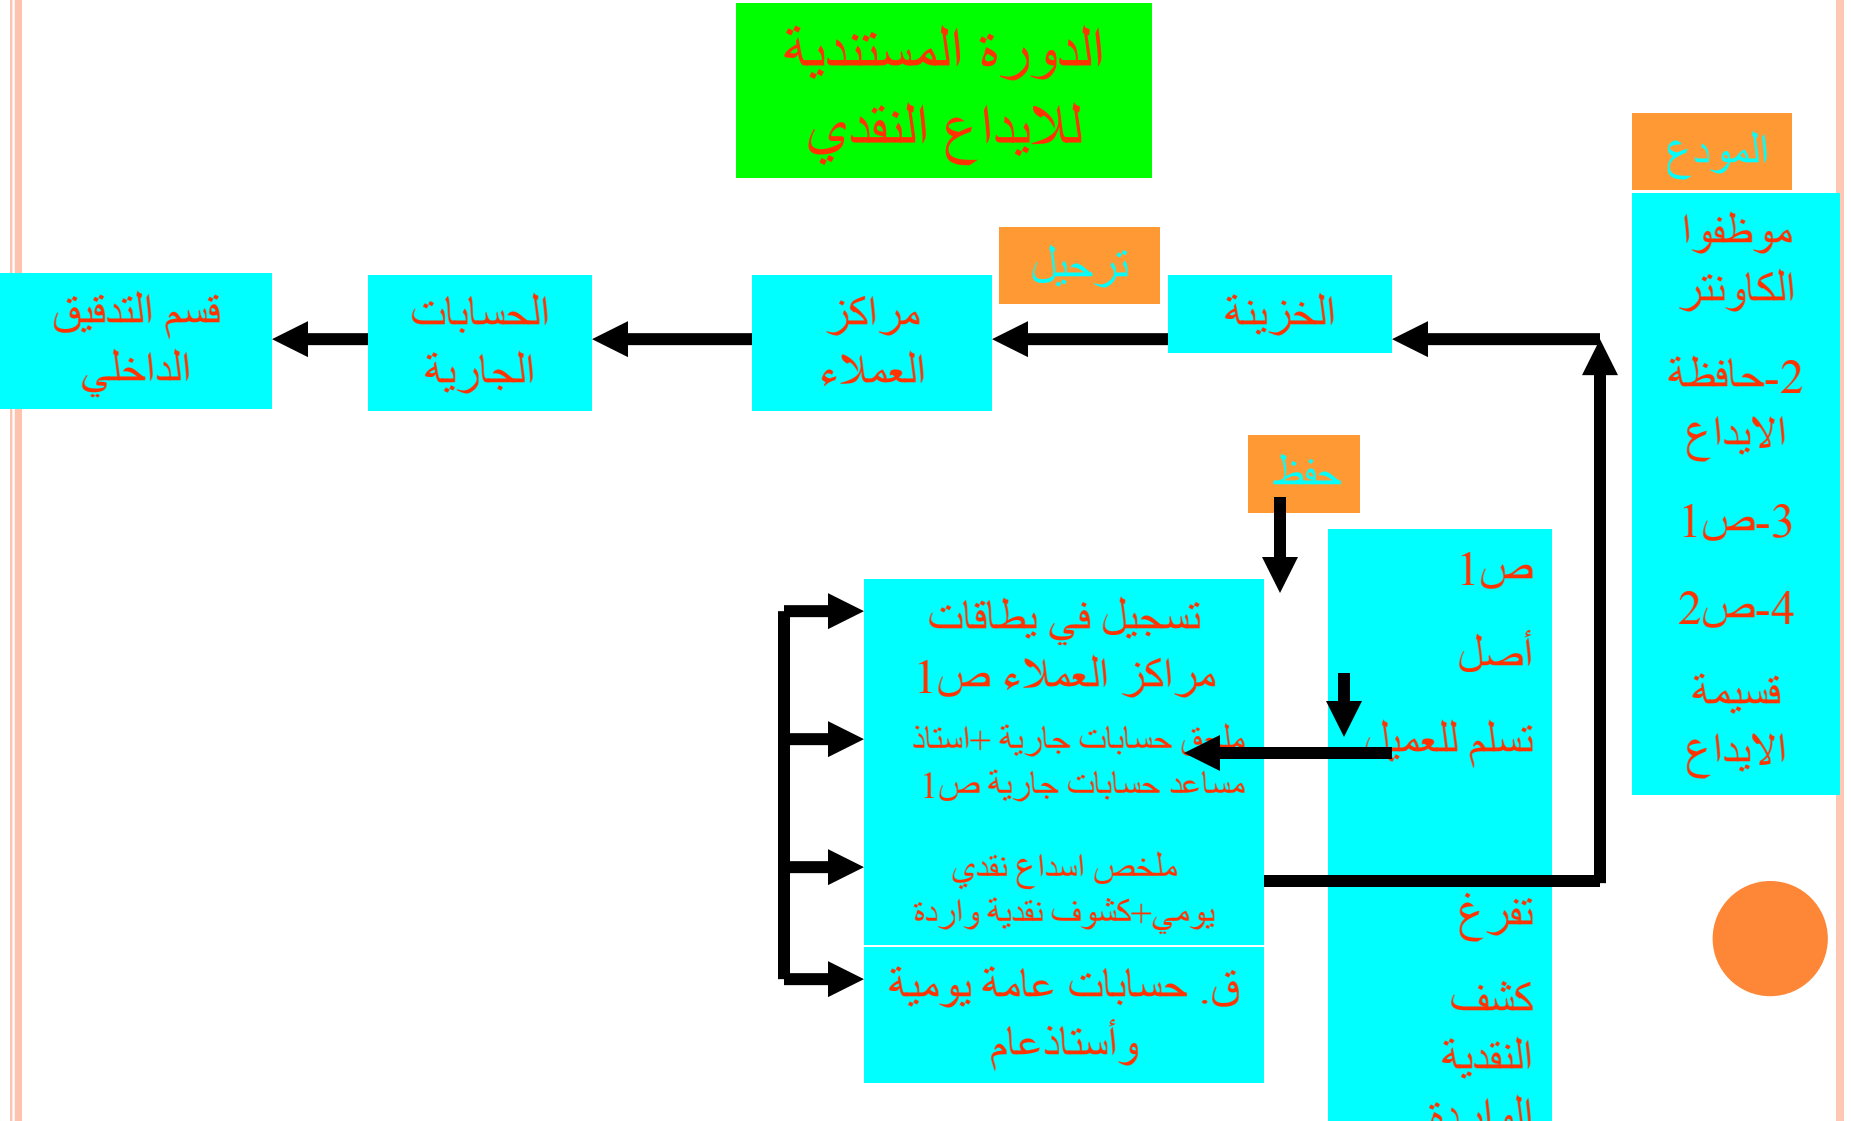 الدورة المستندية
للايداع النقدي
المودع
موظفوا
الكاونتر
2-حافظة
الايداع
3-ص1
4-ص2
قسيمة
الايداع
ترحيل
الخزينة
مراكز
العملاء
الحسابات
الجارية
قسم التدقيق
الداخلي
حفظ
ص1
أصل
تسلم للعميل
تفرغ
كشف
النقدية
الواردة
تسجيل في بطاقات
مراكز العملاء ص1
ملحق حسابات جارية +استاذ
مساعد حسابات جارية ص1
ملخص اسداع نقدي
يومي+كشوف نقدية واردة
ق. حسابات عامة يومية
وأستاذعام